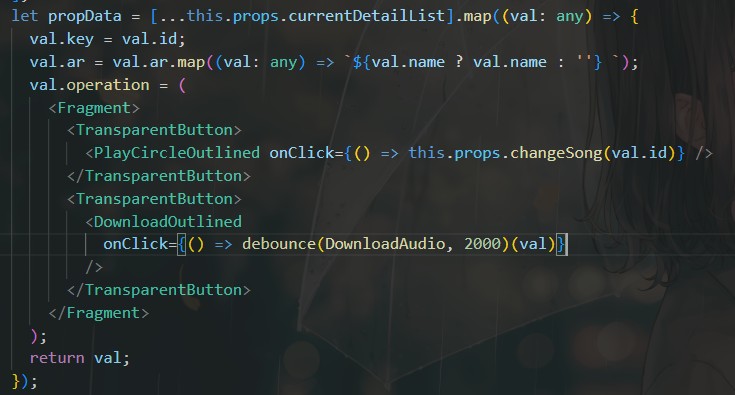 let propData = [...this.props.currentDetailList].map((val: any) => {
  val.key = val.id;
  val.ar = val.ar.map((val: any) => `${val.name ? val.name : ''} `);
  val.operation = (
    <Fragment>
      <TransparentButton>
        <PlayCircleOutlined onClick={() => this.props.changeSong(val.id)} />
      </TransparentButton>
      <TransparentButton>
        <DownloadOutlined
          onClick={() => debounce(DownloadAudio, 2000)(val)}
        />
      </TransparentButton>
    </Fragment>
  );
  return val;
});